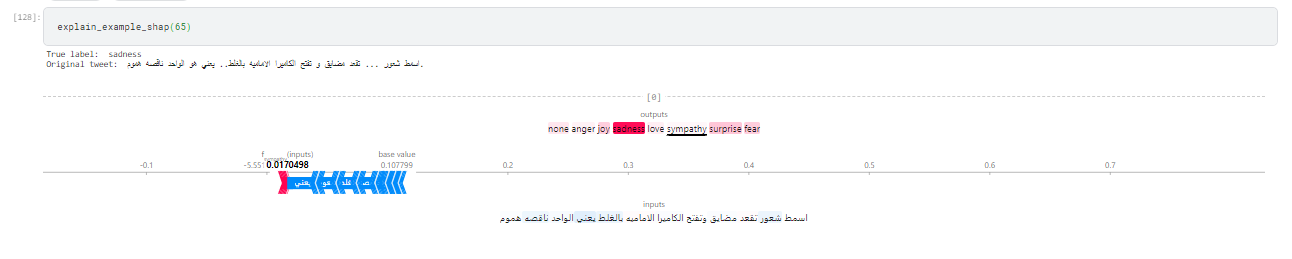 [128]:
explain_example_shap(65)
True label: sadness
Original tweet: اسمط شعور ... تقعد مضايق و تفتح الكاميرا الاماميه بالغلط.. يعني هو الواحد ناقصه هموم.
[0]
outputs
none anger joy sadness love sympathy surprise fear
f (inputs) base value
-0.1 0.0170498 0.107799 0.2 0.3 0.4 0.5 0.6 0.7
يعني هو غلد صـ
inputs
اسمط شعور تقعد مضايق وتفتح الكاميرا الاماميه بالغلط يعني الواحد ناقصه هموم